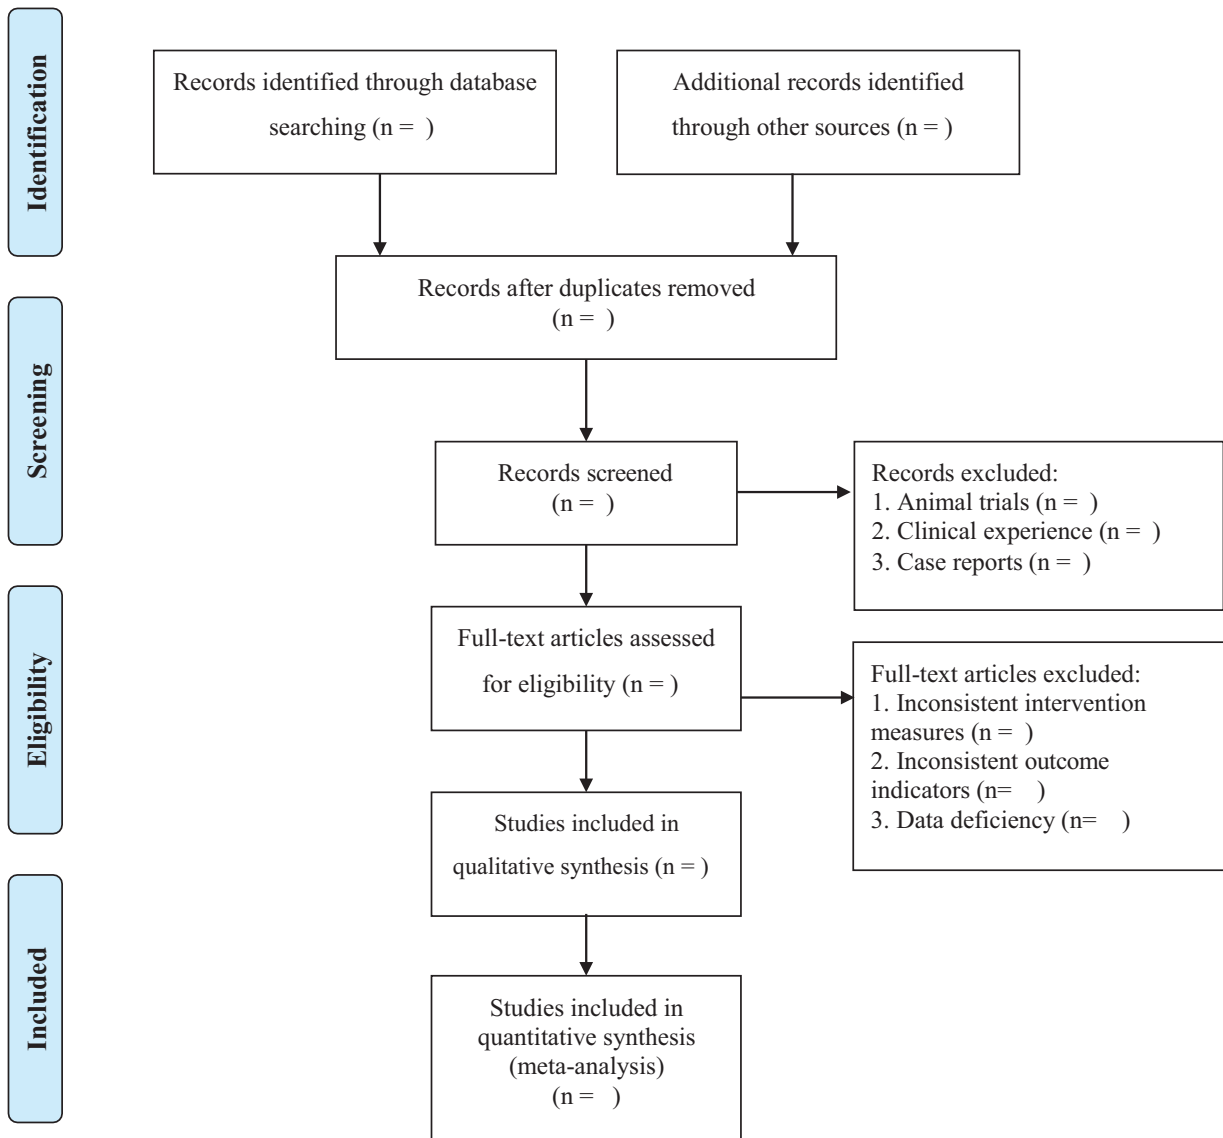 Identification
Records identified through database
searching (n =  )
Additional records identified
through other sources (n = )
Records after duplicates removed
(n =  )
Screening
Records screened
(n =  )
Records excluded:
1. Animal trials (n =  )
2. Clinical experience (n =  )
3. Case reports (n =  )
Eligibility
Full-text articles assessed
for eligibility (n = )
Full-text articles excluded:
1. Inconsistent intervention
measures (n =  )
2. Inconsistent outcome
indicators (n=   )
3. Data deficiency (n=   )
Studies included in
qualitative synthesis (n = )
Included
Studies included in
quantitative synthesis
(meta-analysis)
(n =   )